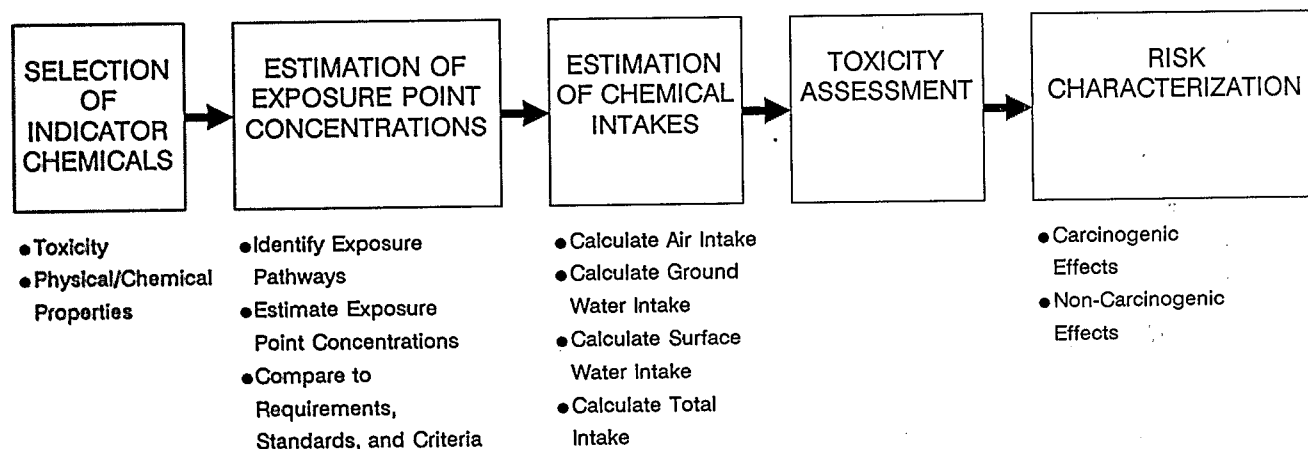 SELECTION
OF
INDICATOR
CHEMICALS
ESTIMATION OF
EXPOSURE POINT
CONCENTRATIONS
ESTIMATION
OF CHEMICAL
INTAKES
TOXICITY
ASSESSMENT
RISK
CHARACTERIZATION
●Toxicity
●Physical/Chemical
Properties
●Identify Exposure
Pathways
●Estimate Exposure
Point Concentrations
●Compare to
Requirements,
Standards, and Criteria
●Calculate Air Intake
●Calculate Ground
Water Intake
●Calculate Surface
Water Intake
●Calculate Total
Intake
●Carcinogenic
Effects
●Non-Carcinogenic
Effects